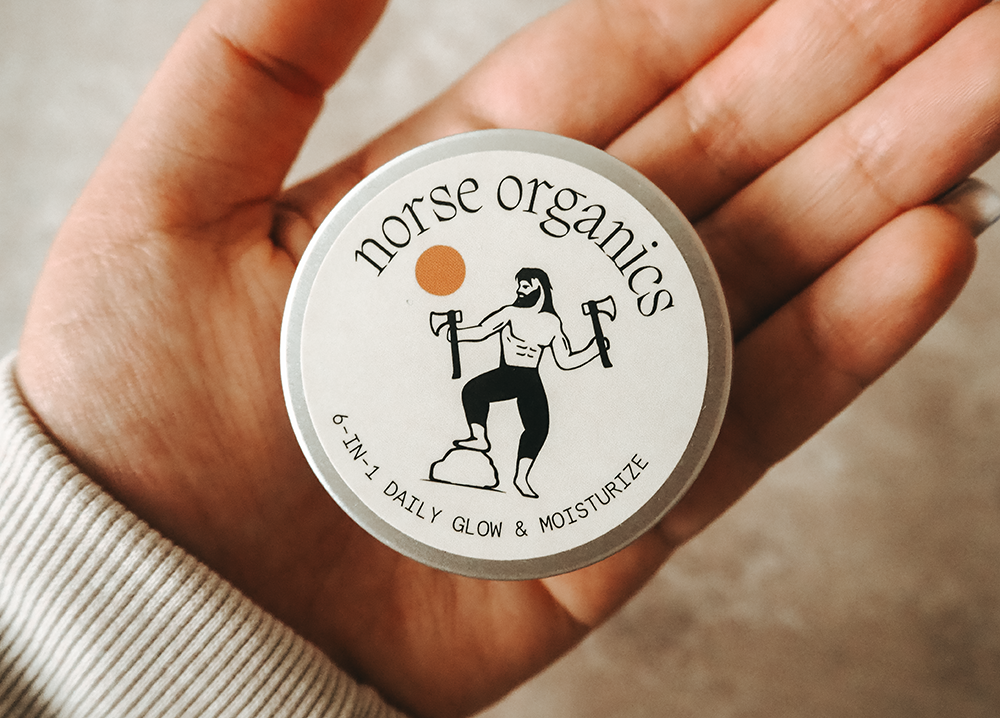 norse organics
6-IN-1 DAILY GLOW & MOISTURIZE